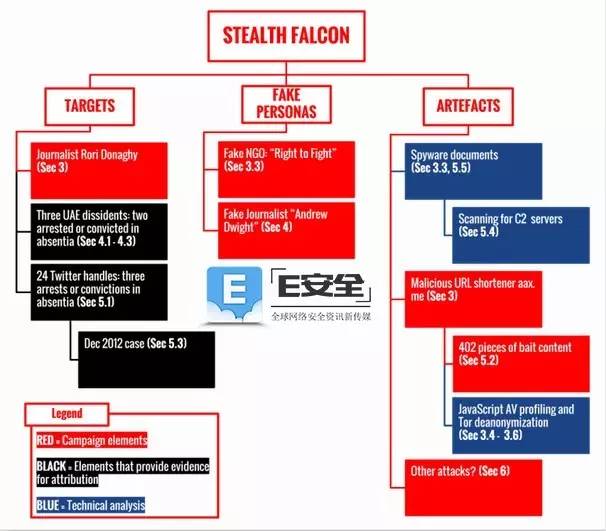 STEALTH FALCON
TARGETS
FAKE
PERSONAS
ARTEFACTS
Journalist Rori Donaghy
(Sec 3)
Three UAE dissidents: two
arrested or convicted in
absentia (Sec 4.1 - 4.3)
24 Twitter handles: three
arrests or convictions in
absentia (Sec 5.1)
Dec 2012 case (Sec 5.3)
Fake NGO: “Right to Fight”
(Sec 3.3)
Fake Journalist “Andrew
Dwight” (Sec 4)
Spyware documents
(Sec 3.3, 5.5)
Scanning for C2 servers
(Sec 5.4)
Malicious URL shortener aax.
me (Sec 3)
402 pieces of bait content
(Sec 5.2)
JavaScript AV profiling and
Tor deanonymization
(Sec 3.4 - 3.6)
Other attacks? (Sec 6)
E
E安全
全球网络安全资讯新传媒
Legend
RED = Campaign elements
BLACK = Elements that provide evidence
for attribution
BLUE = Technical analysis